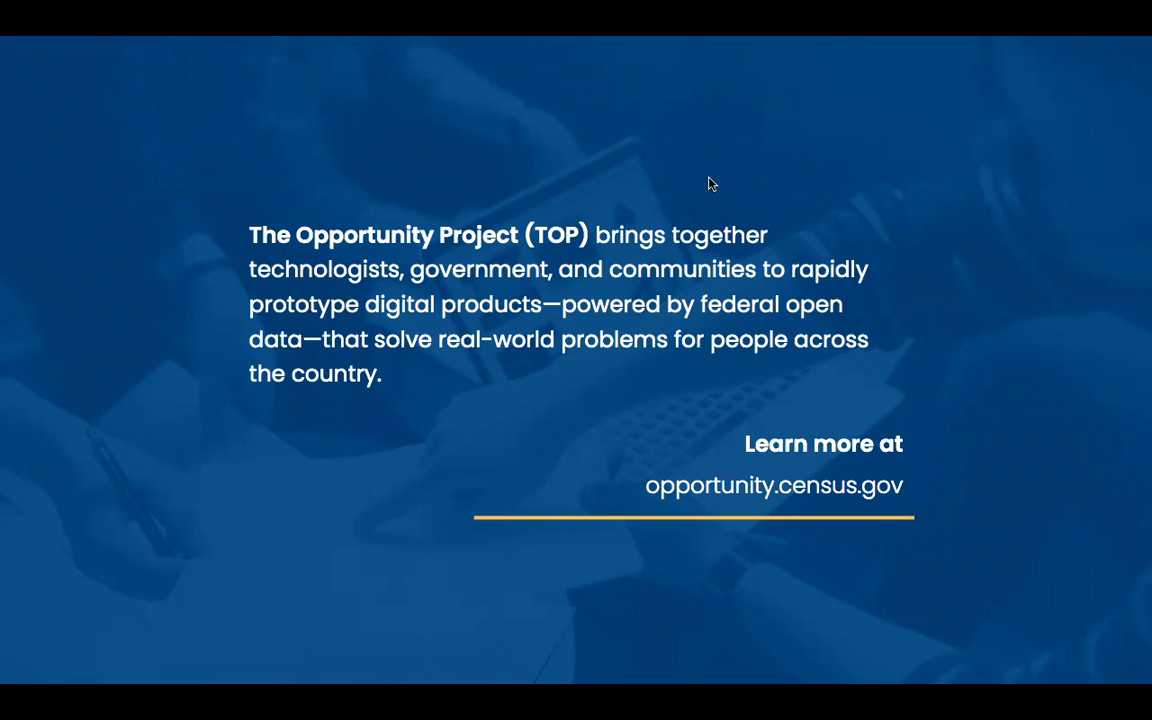 The Opportunity Project (TOP) brings together
technologists, government, and communities to rapidly
prototype digital products—powered by federal open
data—that solve real-world problems for people across
the country.
Learn more at
opportunity.census.gov